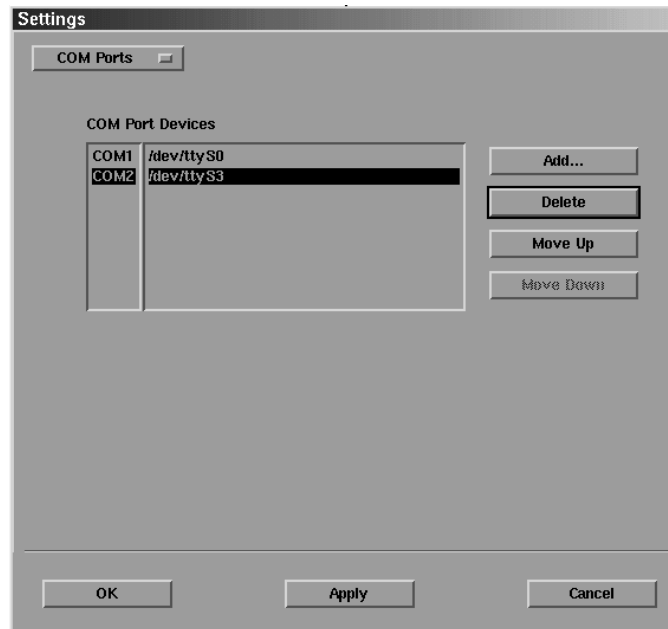 Settings
COM Ports
COM Port Devices
COM1 /dev/ttyS0
COM2 /dev/ttyS3
Add...
Delete
Move Up
Move Down
OK
Apply
Cancel